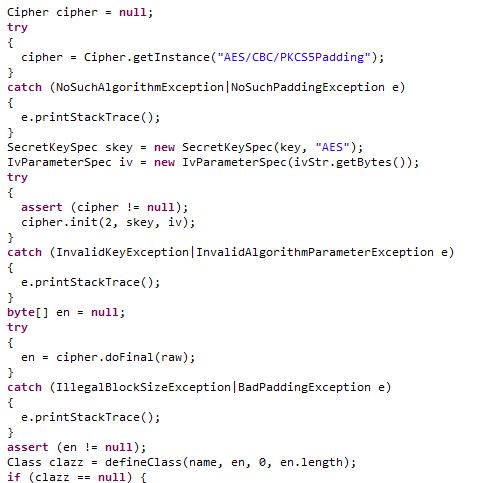 Cipher cipher = null;
try
{
  cipher = Cipher.getInstance("AES/CBC/PKCS5Padding");
}
catch (NoSuchAlgorithmException|NoSuchPaddingException e)
{
  e.printStackTrace();
}
SecretKeySpec skey = new SecretKeySpec(key, "AES");
IvParameterSpec iv = new IvParameterSpec(ivStr.getBytes());
try
{
  assert (cipher != null);
  cipher.init(2, skey, iv);
}
catch (InvalidKeyException|InvalidAlgorithmParameterException e)
{
  e.printStackTrace();
}
byte[] en = null;
try
{
  en = cipher.doFinal(raw);
}
catch (IllegalBlockSizeException|BadPaddingException e)
{
  e.printStackTrace();
}
assert (en != null);
Class clazz = defineClass(name, en, 0, en.length);
if (clazz == null) {